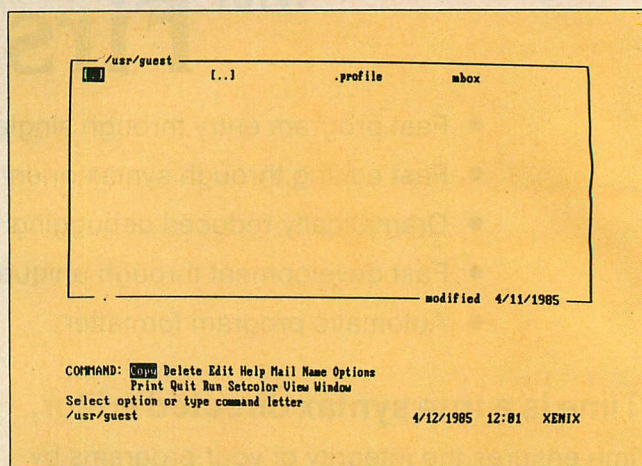 /usr/guest
[.] [..] .profile mbox
modified 4/11/1985
COMMAND: Copy Delete Edit Help Mail Name Options
Print Quit Run Setcolor View Window
Select option or type command letter
/usr/guest 4/12/1985 12:01 XENIX